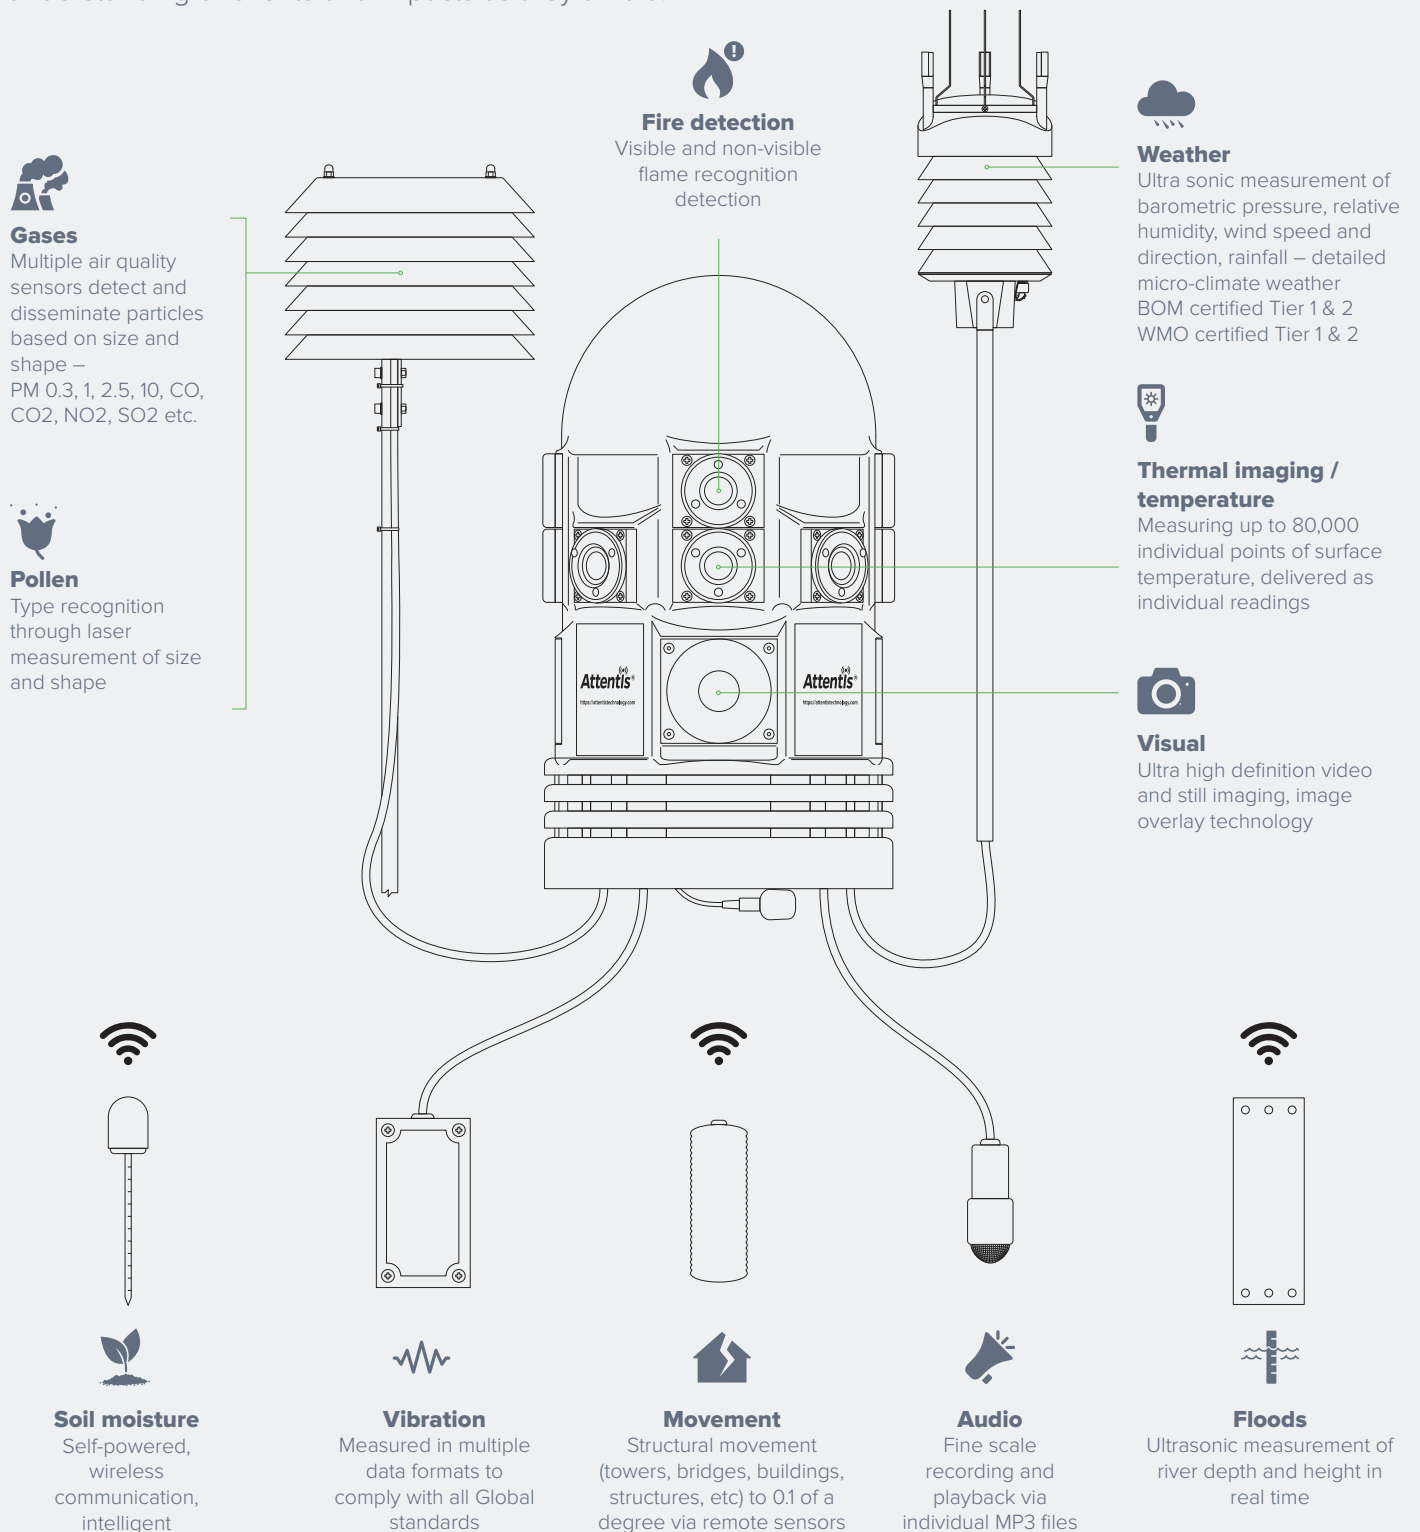 Fire detection
Visible and non-visible
flame recognition
detection
Weather
Ultra sonic measurement of
barometric pressure, relative
humidity, wind speed and
direction, rainfall – detailed
micro-climate weather
BOM certified Tier 1 & 2
WMO certified Tier 1 & 2
Gases
Multiple air quality
sensors detect and
disseminate particles
based on size and
shape –
PM 0.3, 1, 2.5, 10, CO,
CO2, NO2, SO2 etc.
Thermal imaging /
temperature
Measuring up to 80,000
individual points of surface
temperature, delivered as
individual readings
Pollen
Type recognition
through laser
measurement of size
and shape
Attentis®
https://attentistechnology.com
Attentis®
https://attentistechnology.com
Visual
Ultra high definition video
and still imaging, image
overlay technology
Soil moisture
Self-powered,
wireless
communication,
intelligent
Vibration
Measured in multiple
data formats to
comply with all Global
standards
Movement
Structural movement
(towers, bridges, buildings,
structures, etc) to 0.1 of a
degree via remote sensors
Audio
Fine scale
recording and
playback via
individual MP3 files
Floods
Ultrasonic measurement of
river depth and height in
real time